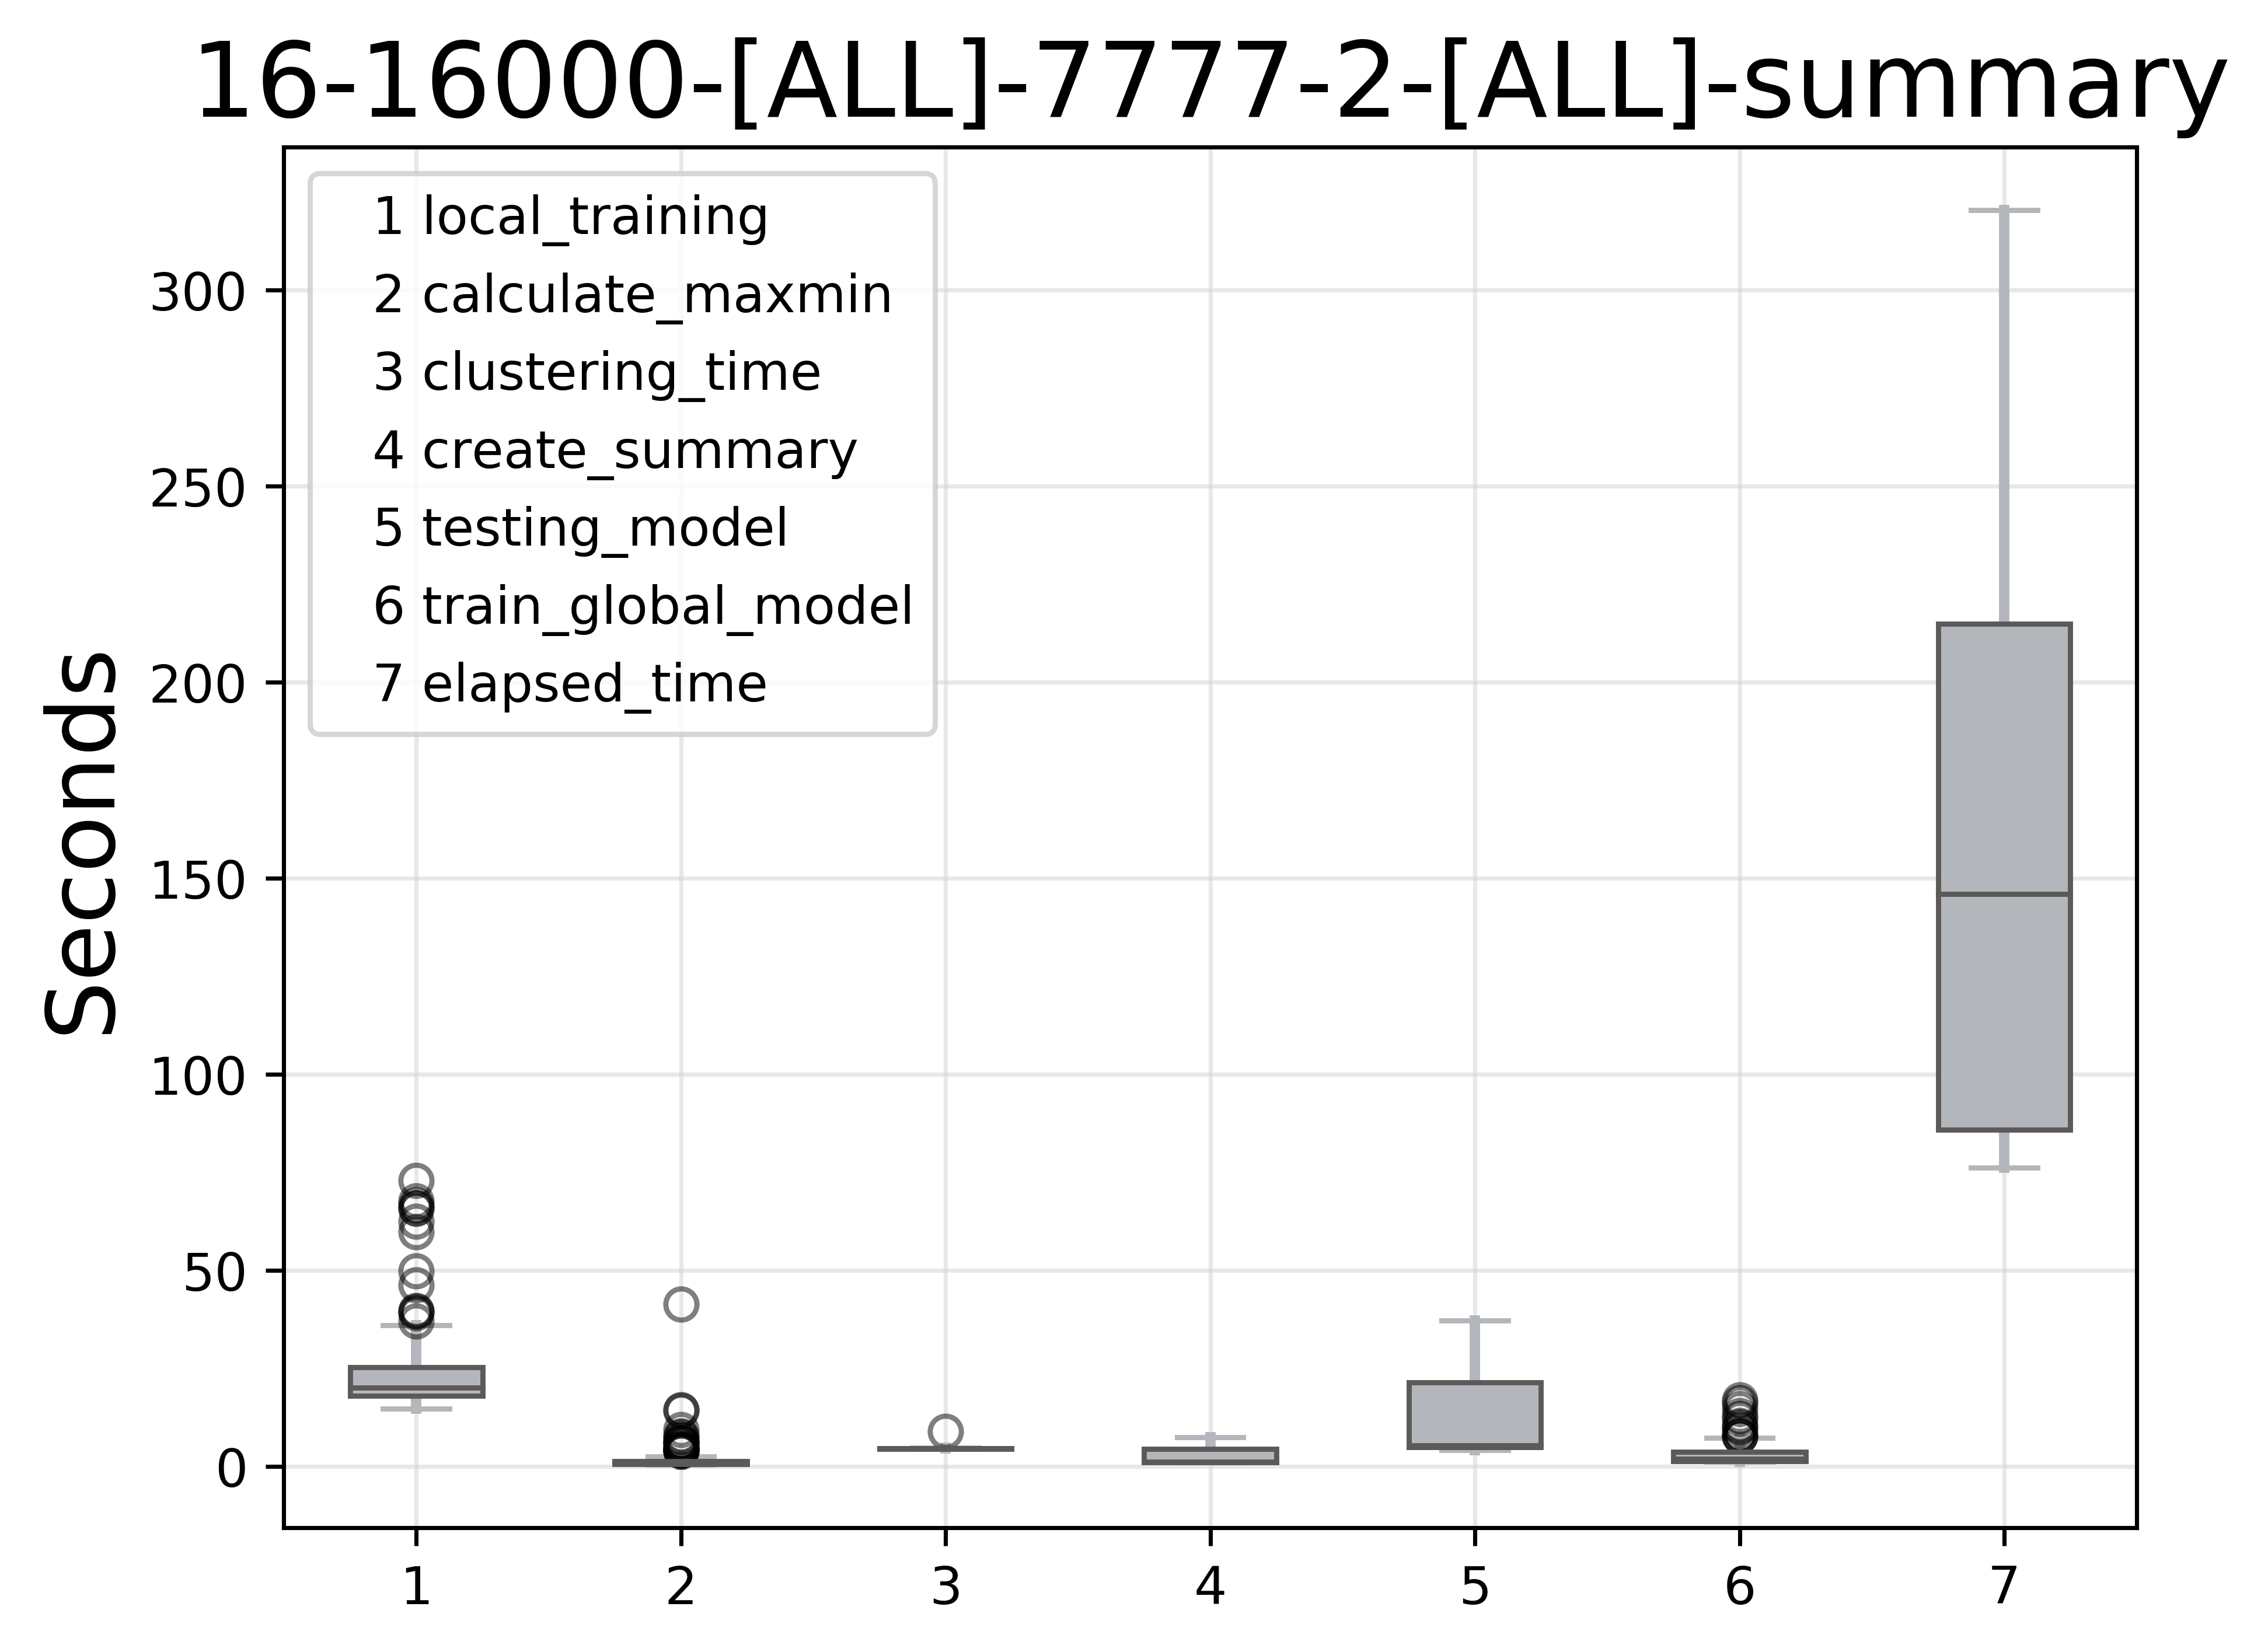 16-16000-[ALL]-7777-2-[ALL]-summary
1 local_training
2 calculate_maxmin
3 clustering_time
4 create_summary
5 testing_model
6 train_global_model
7 elapsed_time
Seconds
300
250
200
150
100
50
0
1 2 3 4 5 6 7